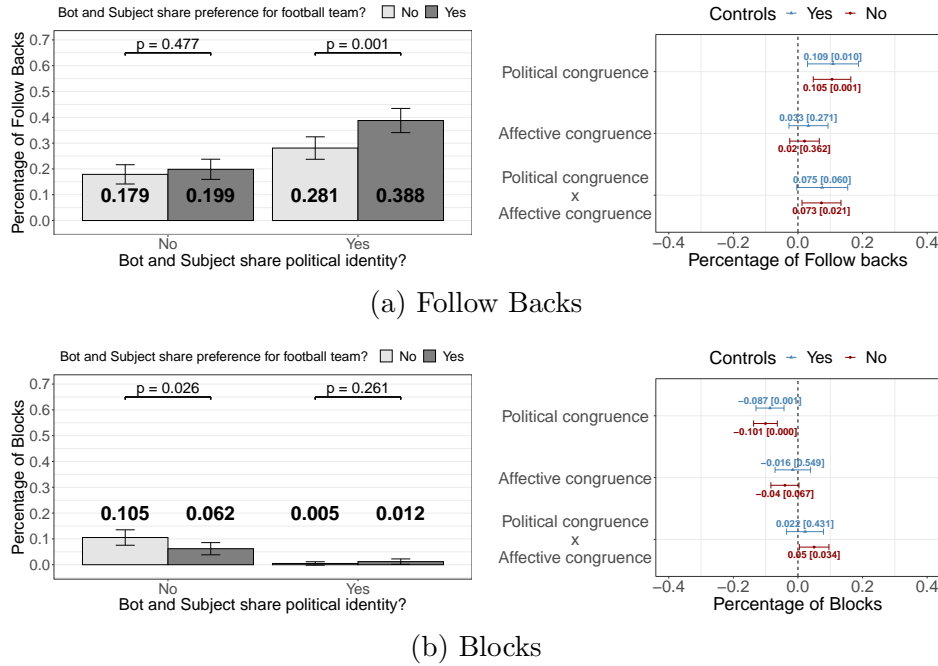 Bot and Subject share preference for football team? No Yes
Percentage of Follow Backs
0.7
0.6
0.5
0.4
0.3
0.2
0.1
0.0
p = 0.477
p = 0.001
0.179
0.199
0.281
0.388
No
Yes
Bot and Subject share political identity?
Controls Yes No
Political congruence
Affective congruence
Political congruence
x
Affective congruence
0.109 [0.010]
0.105 [0.001]
0.033 [0.271]
0.02 [0.362]
0.075 [0.060]
0.073 [0.021]
−0.4 −0.2 0.0 0.2 0.4
Percentage of Follow backs
(a) Follow Backs
Bot and Subject share preference for football team? No Yes
Percentage of Blocks
0.7
0.6
0.5
0.4
0.3
0.2
0.1
0.0
p = 0.026
p = 0.261
0.105
0.062
0.005
0.012
No
Yes
Bot and Subject share political identity?
Controls Yes No
Political congruence
Affective congruence
Political congruence
x
Affective congruence
−0.087 [0.001]
−0.101 [0.000]
−0.016 [0.549]
−0.04 [0.067]
0.022 [0.431]
0.05 [0.034]
−0.4 −0.2 0.0 0.2 0.4
Percentage of Blocks
(b) Blocks